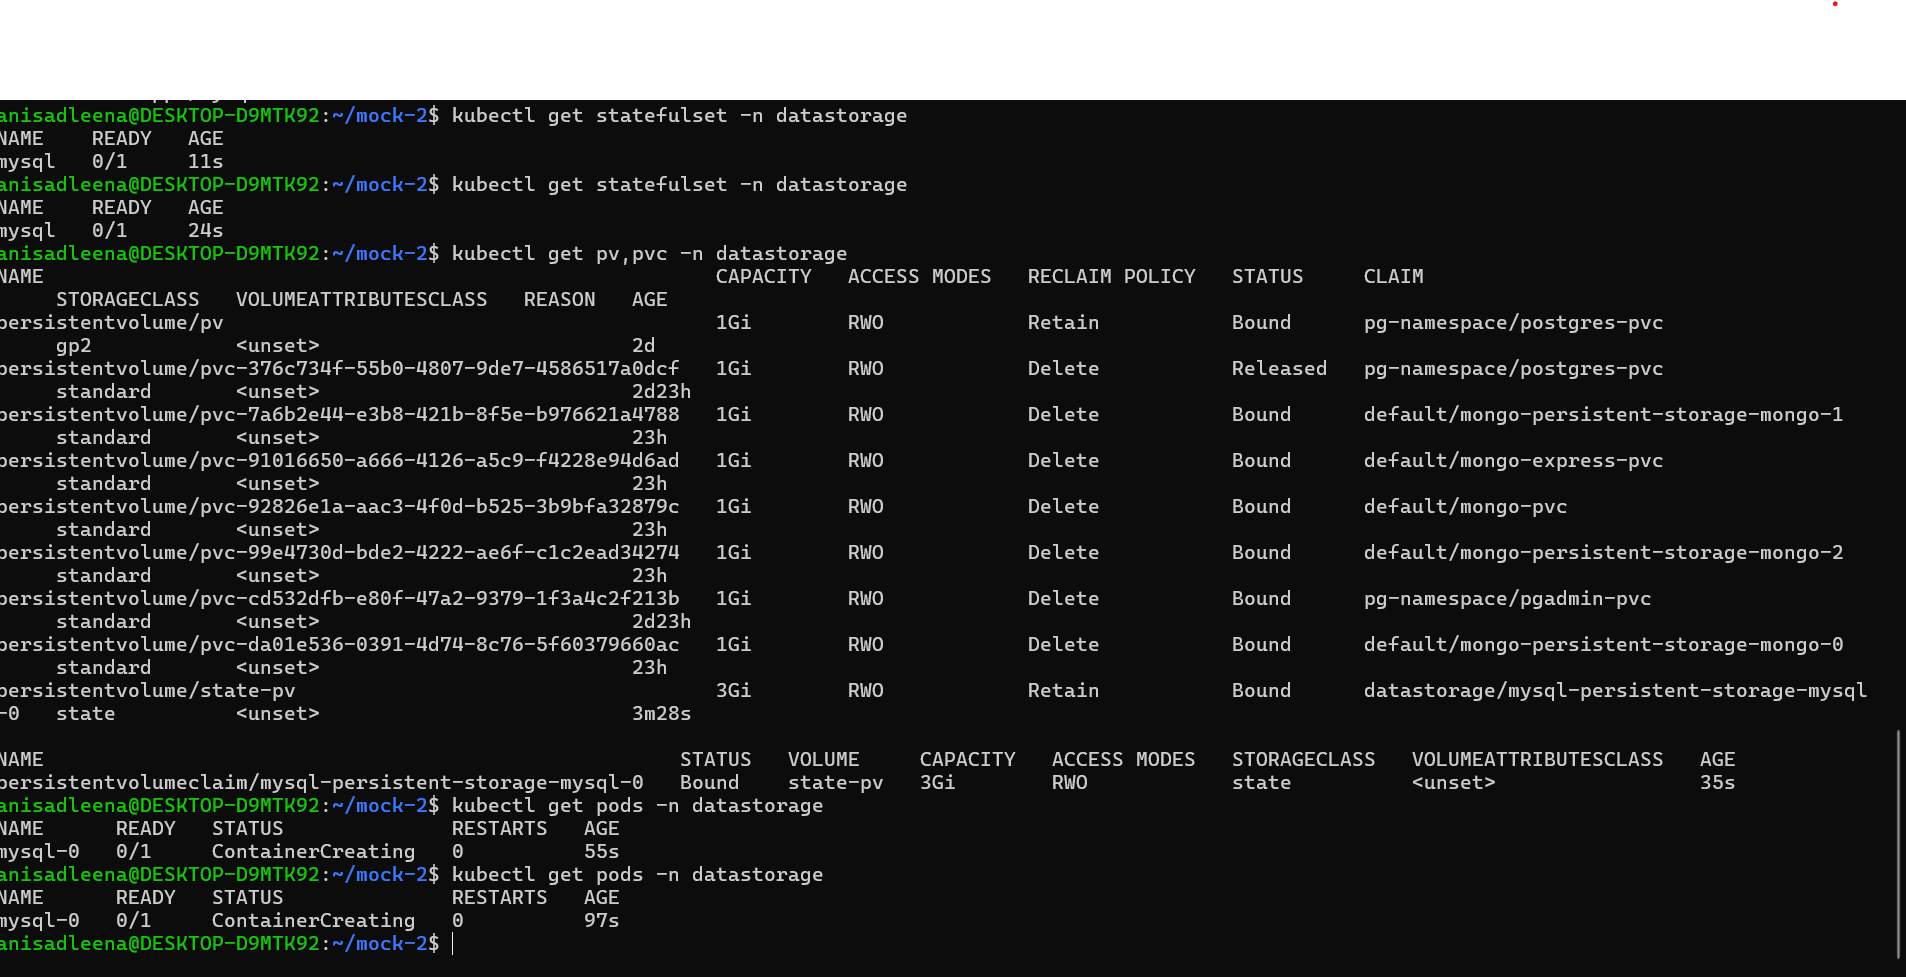 anisadleena@DESKTOP-D9MTK92:~/mock-2$ kubectl get statefulset -n datastorage
NAME    READY   AGE
mysql   0/1     11s
anisadleena@DESKTOP-D9MTK92:~/mock-2$ kubectl get statefulset -n datastorage
NAME    READY   AGE
mysql   0/1     24s
anisadleena@DESKTOP-D9MTK92:~/mock-2$ kubectl get pv,pvc -n datastorage
NAME                                                        CAPACITY   ACCESS MODES   RECLAIM POLICY   STATUS     CLAIM
     STORAGECLASS   VOLUMEATTRIBUTESCLASS   REASON   AGE
persistentvolume/pv                                         1Gi        RWO            Retain           Bound      pg-namespace/postgres-pvc
     gp2            <unset>                          2d
persistentvolume/pvc-376c734f-55b0-4807-9de7-4586517a0dcf   1Gi        RWO            Delete           Released   pg-namespace/postgres-pvc
     standard       <unset>                          2d23h
persistentvolume/pvc-7a6b2e44-e3b8-421b-8f5e-b976621a4788   1Gi        RWO            Delete           Bound      default/mongo-persistent-storage-mongo-1
     standard       <unset>                          23h
persistentvolume/pvc-91016650-a666-4126-a5c9-f4228e94d6ad   1Gi        RWO            Delete           Bound      default/mongo-express-pvc
     standard       <unset>                          23h
persistentvolume/pvc-92826e1a-aac3-4f0d-b525-3b9bfa32879c   1Gi        RWO            Delete           Bound      default/mongo-pvc
     standard       <unset>                          23h
persistentvolume/pvc-99e4730d-bde2-4222-ae6f-c1c2ead34274   1Gi        RWO            Delete           Bound      default/mongo-persistent-storage-mongo-2
     standard       <unset>                          23h
persistentvolume/pvc-cd532dfb-e80f-47a2-9379-1f3a4c2f213b   1Gi        RWO            Delete           Bound      pg-namespace/pgadmin-pvc
     standard       <unset>                          2d23h
persistentvolume/pvc-da01e536-0391-4d74-8c76-5f60379660ac   1Gi        RWO            Delete           Bound      default/mongo-persistent-storage-mongo-0
     standard       <unset>                          23h
persistentvolume/state-pv                                   3Gi        RWO            Retain           Bound      datastorage/mysql-persistent-storage-mysql
-0   state          <unset>                          3m28s
NAME                                                     STATUS   VOLUME     CAPACITY   ACCESS MODES   STORAGECLASS   VOLUMEATTRIBUTESCLASS   AGE
persistentvolumeclaim/mysql-persistent-storage-mysql-0   Bound    state-pv   3Gi        RWO            state          <unset>                 35s
anisadleena@DESKTOP-D9MTK92:~/mock-2$ kubectl get pods -n datastorage
NAME      READY   STATUS              RESTARTS   AGE
mysql-0   0/1     ContainerCreating   0          55s
anisadleena@DESKTOP-D9MTK92:~/mock-2$ kubectl get pods -n datastorage
NAME      READY   STATUS              RESTARTS   AGE
mysql-0   0/1     ContainerCreating   0          97s
anisadleena@DESKTOP-D9MTK92:~/mock-2$